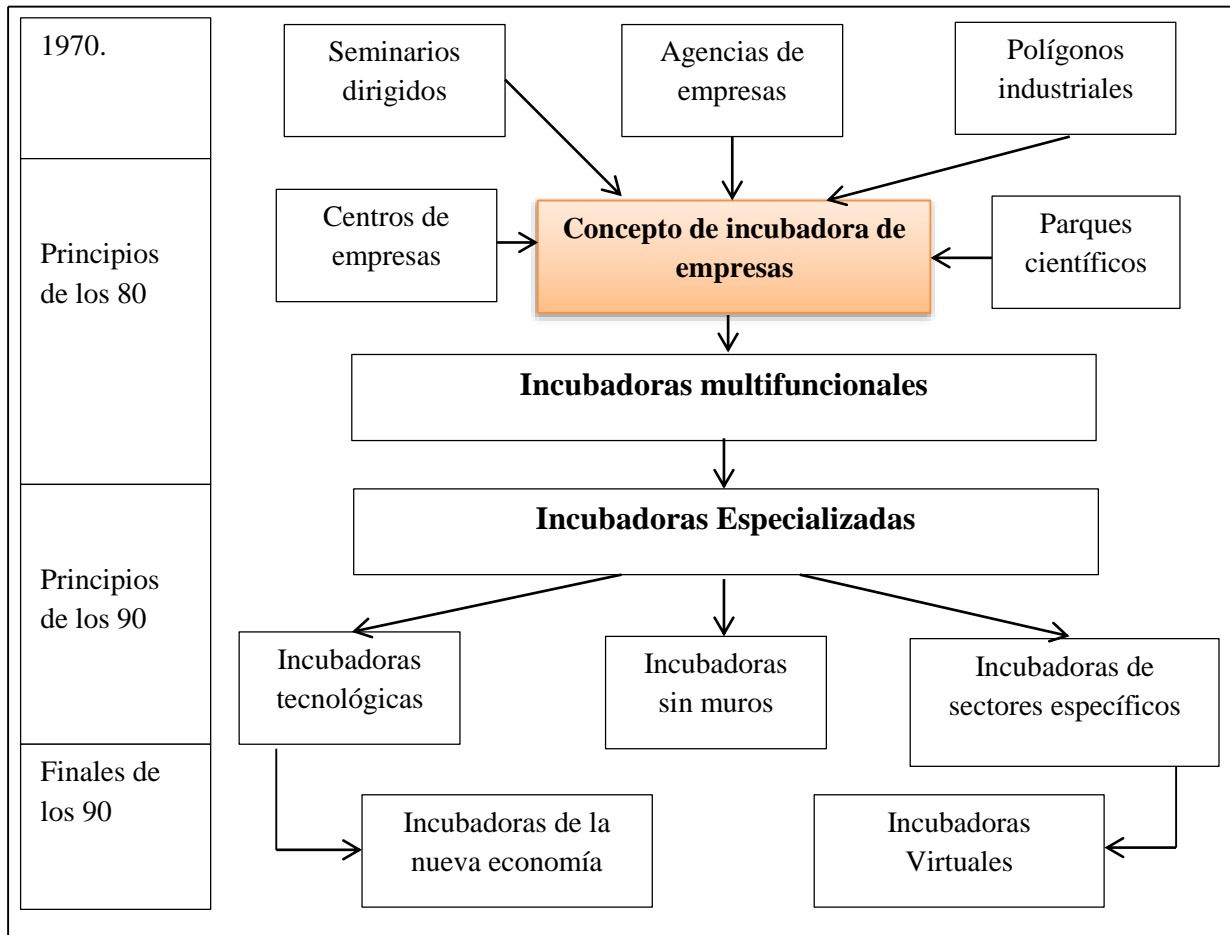 1970.
Seminarios
dirigidos
Agencias de
empresas
Polígonos
industriales
Principios
de los 80
Centros de
empresas
Concepto de incubadora de
empresas
Parques
científicos
Incubadoras multifuncionales
Incubadoras Especializadas
Principios
de los 90
Incubadoras
tecnológicas
Incubadoras
sin muros
Incubadoras de
sectores específicos
Finales de
los 90
Incubadoras de la
nueva economía
Incubadoras
Virtuales